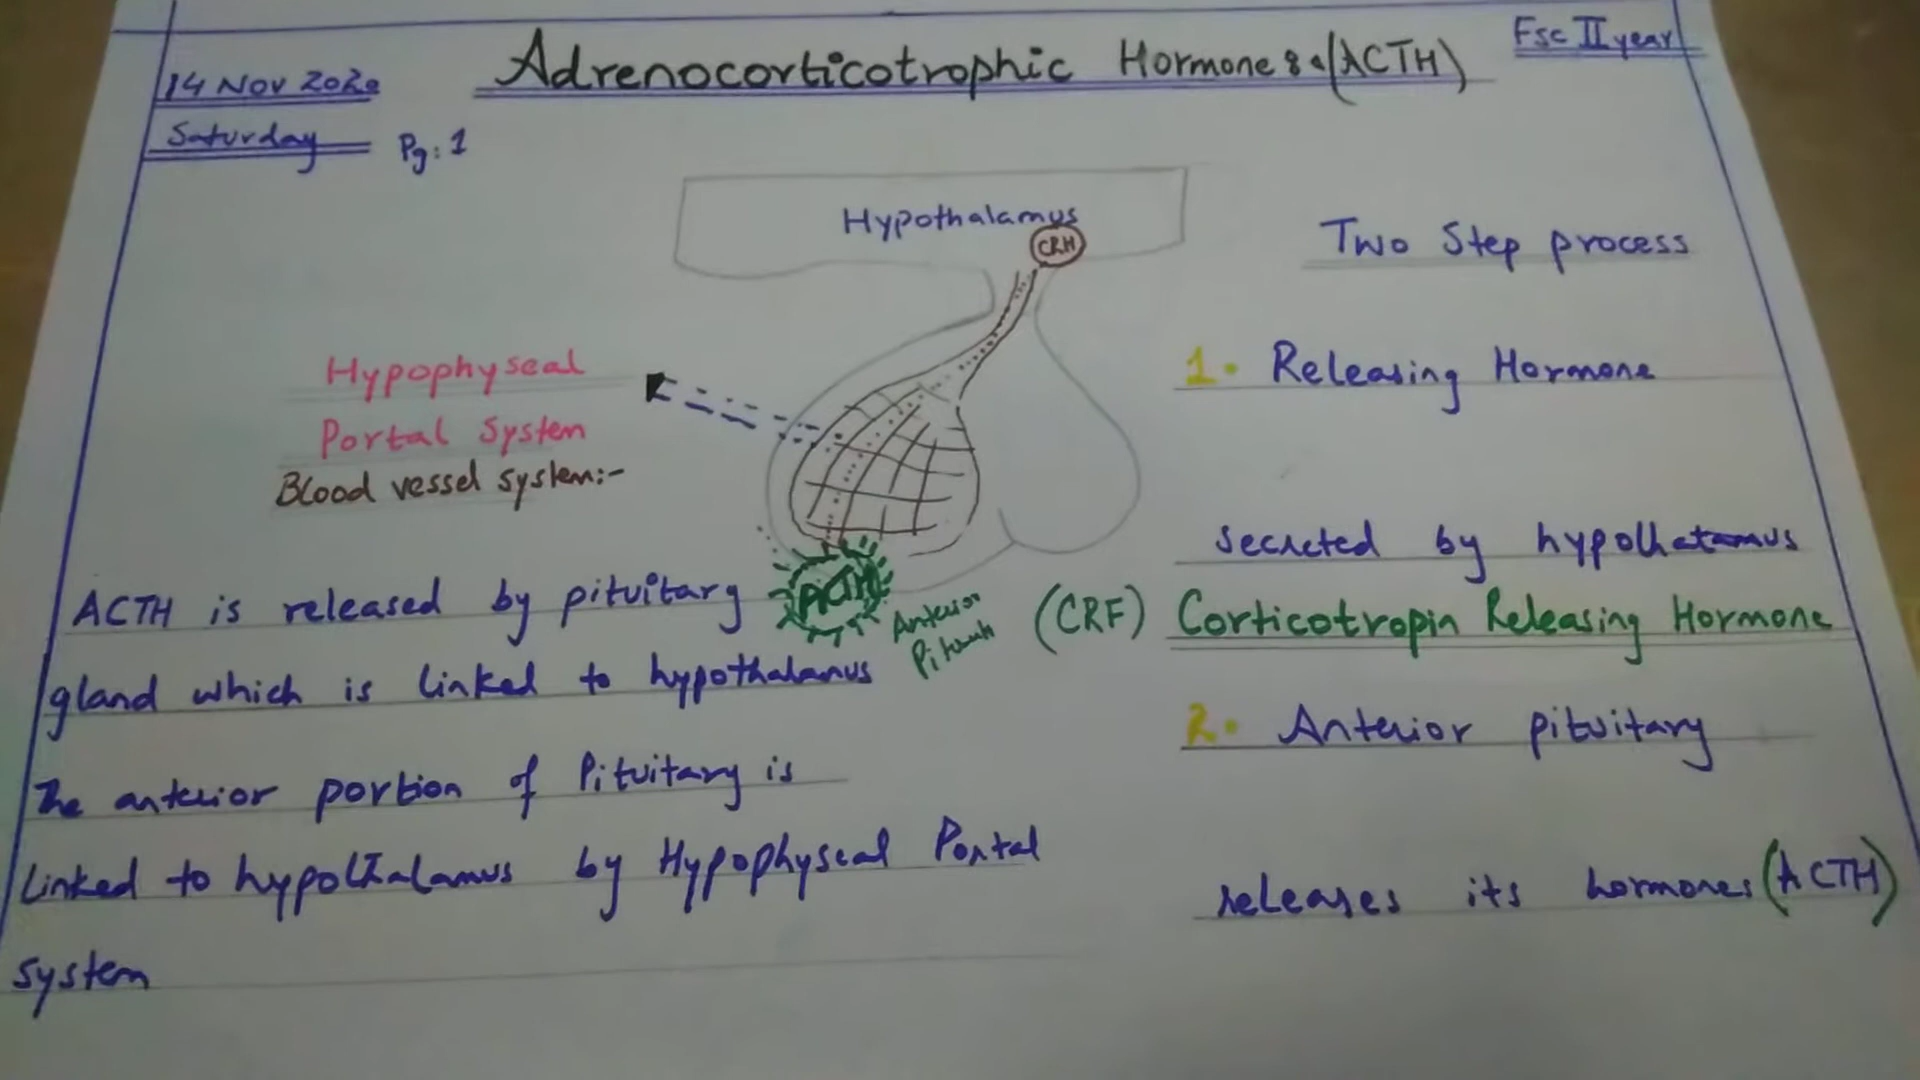 14 Nov 2020
Saturday
Pg: 1
Adrenocorticotrophic Hormone (ACTH)
Fsc II year
Hypothalamus
CRH
Hypophyseal
Portal System
Blood vessel system:-
ACTH
Anterior
ACTH is released by pituitary
gland which is linked to hypothalamus
The anterior portion of Pituitary is
Linked to hypothalamus by Hypophyseal Portal
system
Two Step process
1. Releasing Hormone
secreted by hypothalamus
(CRF) Corticotropin Releasing Hormone
2. Anterior pituitary
releases its hormones (ACTH)